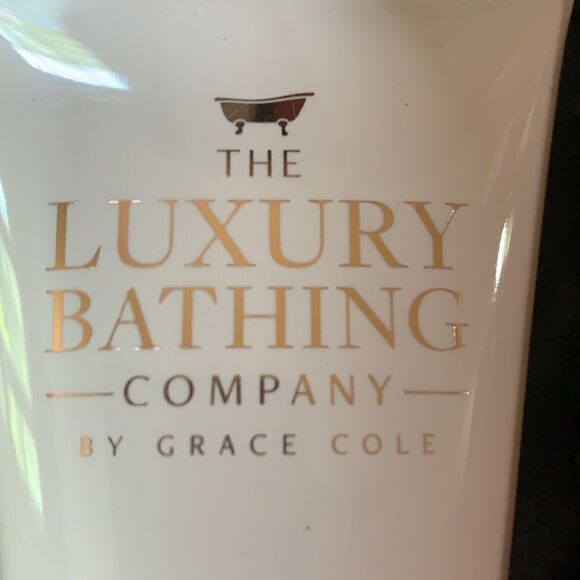 THE
LUXURY
BATHING
COMPANY
BY GRACE COLE